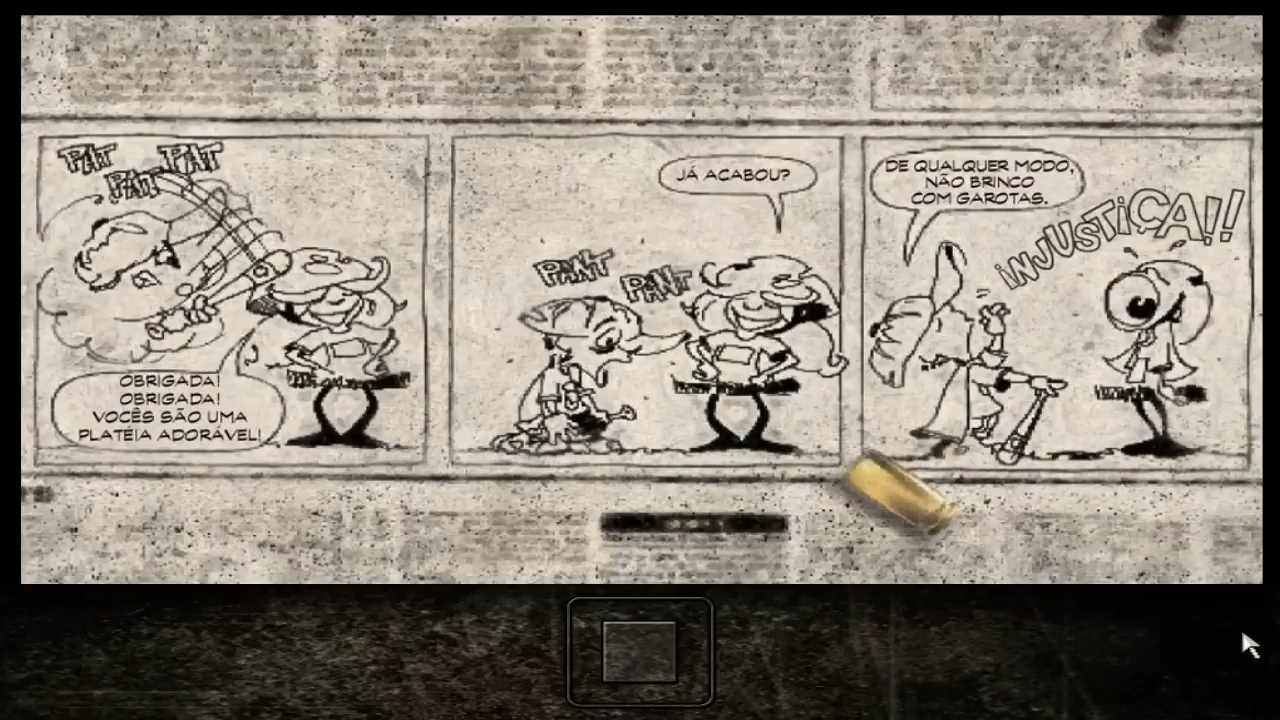 PAT
PAT
PAT
OBRIGADA!
OBRIGADA!
VOCÊS SÃO UMA
PLATÉIA ADORÁVEL!
JÁ ACABOU?
PANT
PANT
DE QUALQUER MODO,
NÃO BRINCO
COM GAROTAS.
INJUSTIÇA!!